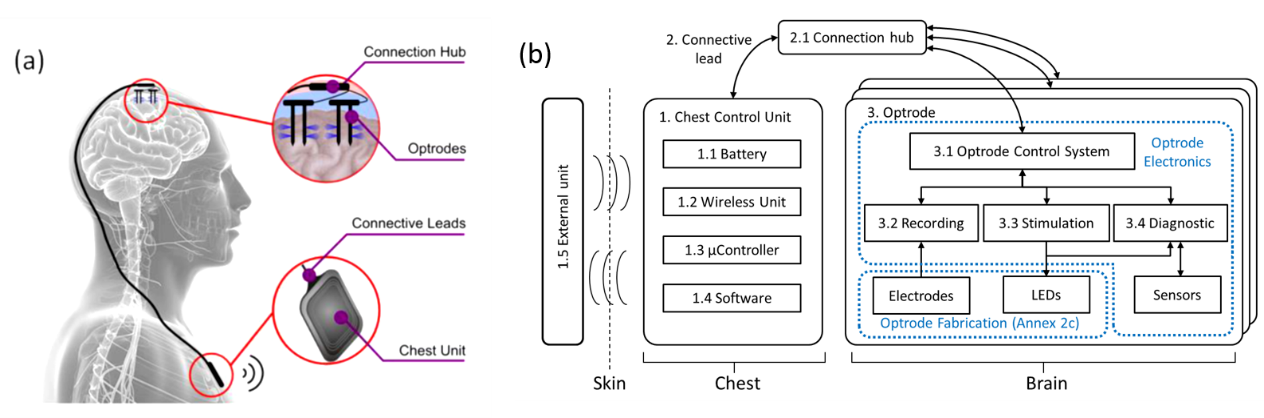 (a)
Connection Hub
Optrodes
Connective Leads
Chest Unit
(b)
2. Connective
lead
2.1 Connection hub
1.5 External unit
1. Chest Control Unit
1.1 Battery
1.2 Wireless Unit
1.3 µController
1.4 Software
3. Optrode
3.1 Optrode Control System
Optrode
Electronics
3.2 Recording
3.3 Stimulation
3.4 Diagnostic
Electrodes
LEDs
Sensors
Optrode Fabrication (Annex 2c)
Skin
Chest
Brain